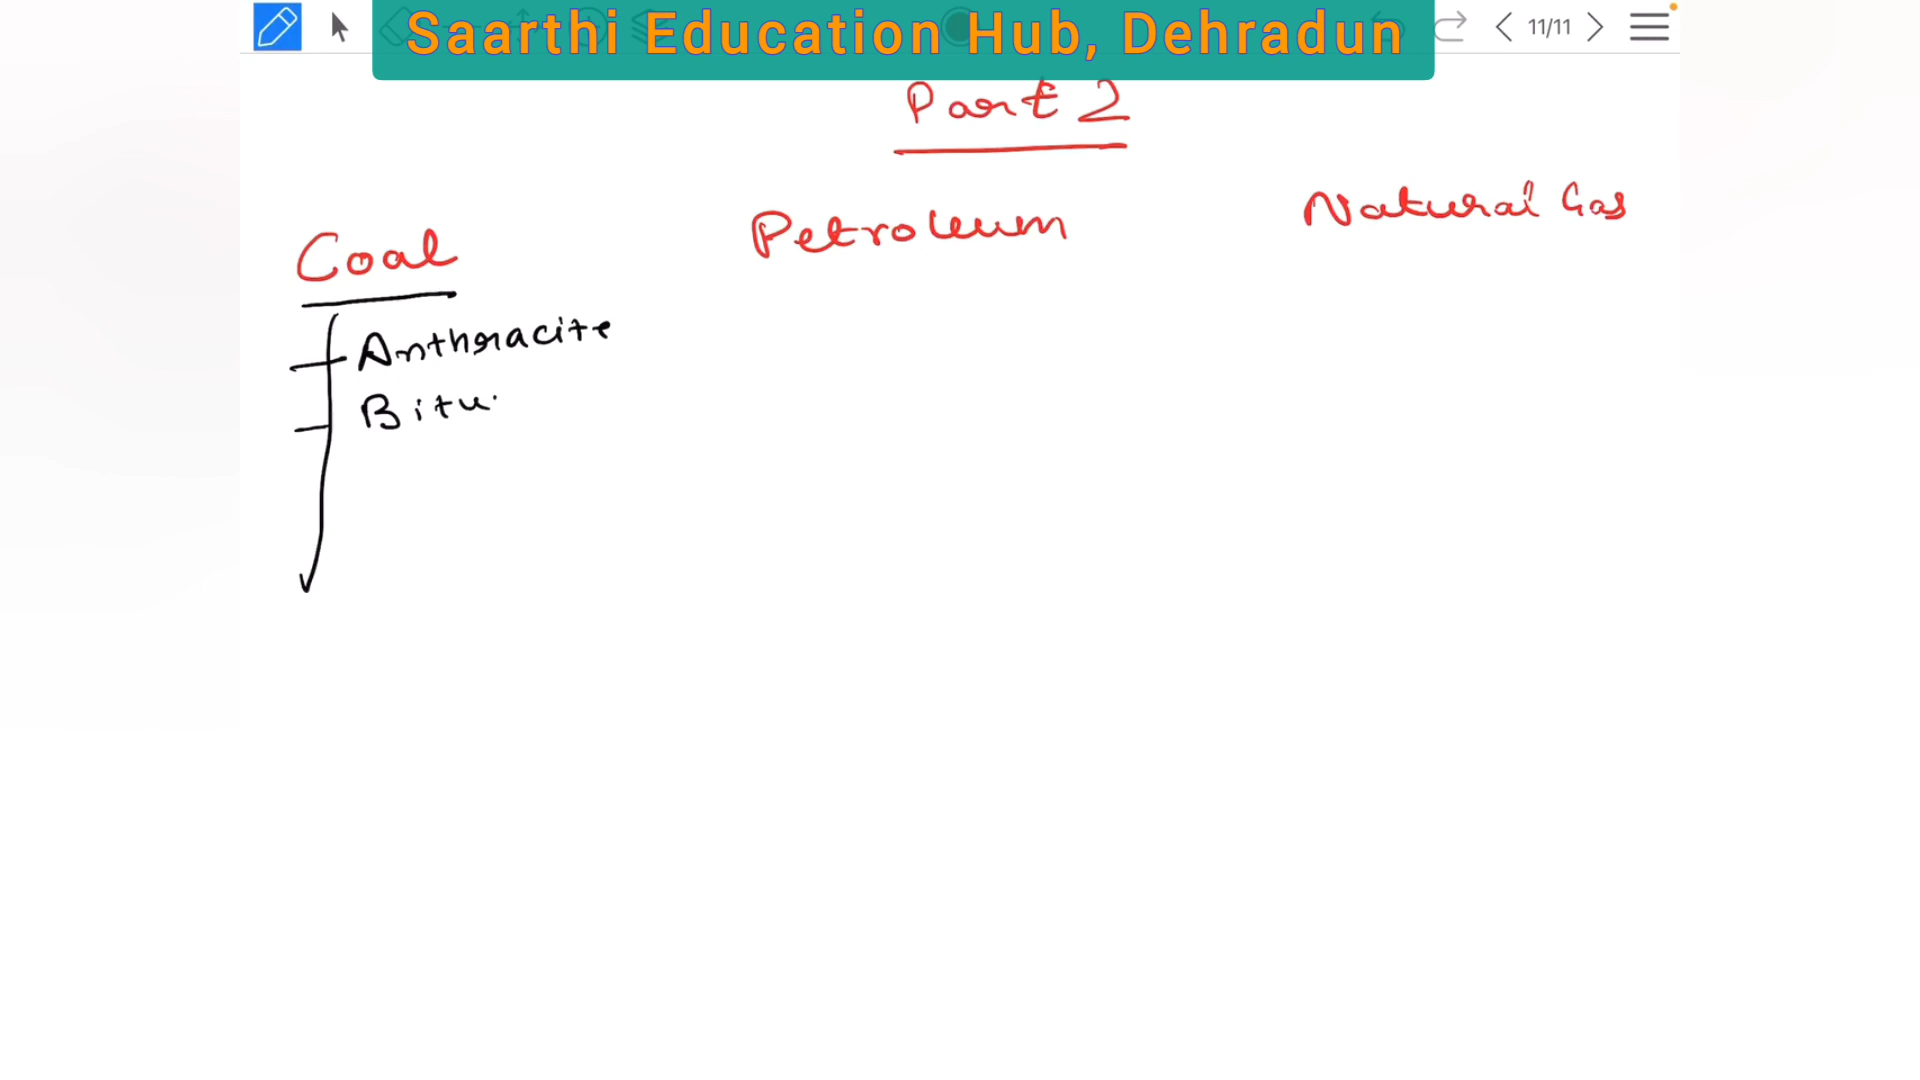 Saarthi Education Hub, Dehradun
11/11
Part 2
Coal
Petroleum
Natural Gas
Anthracite
Bitu